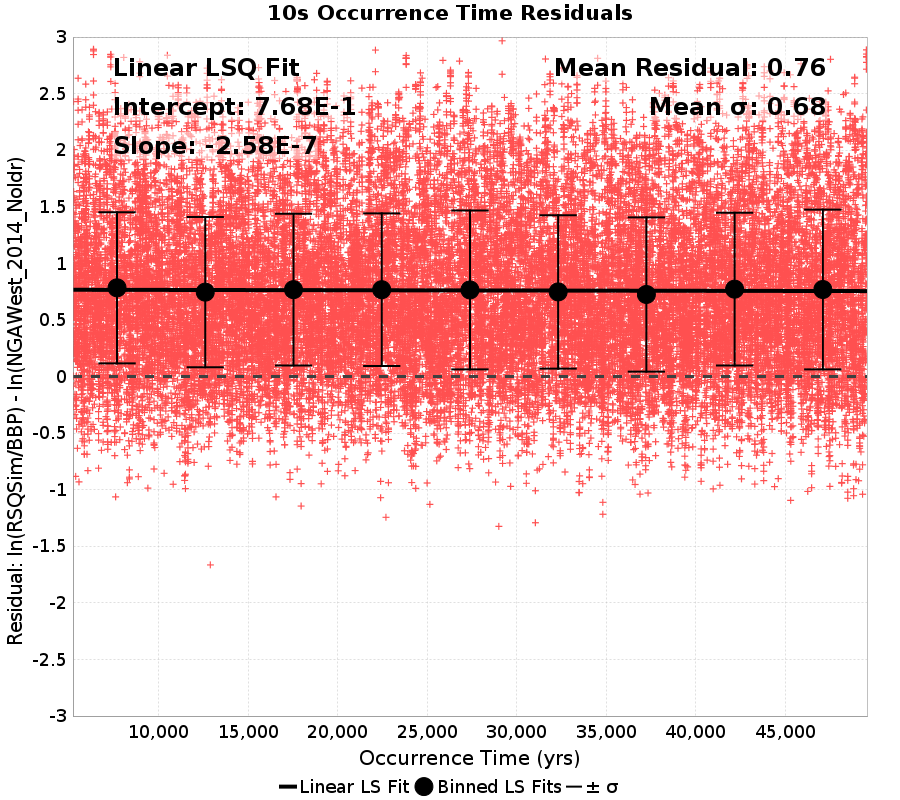 10s Occurrence Time Residuals
Linear LSQ Fit
Intercept: 7.68E-1
Slope: -2.58E-7
Mean Residual: 0.76
Mean σ: 0.68
Residual: ln(RSQSim/BBP) - ln(NGAWest_2014_NoIdr)
3
2.5
2
1.5
1
0.5
0
-0.5
-1
-1.5
-2
-2.5
-3
10,000 15,000 20,000 25,000 30,000 35,000 40,000 45,000
Occurrence Time (yrs)
Linear LS Fit Binned LS Fits ± σ